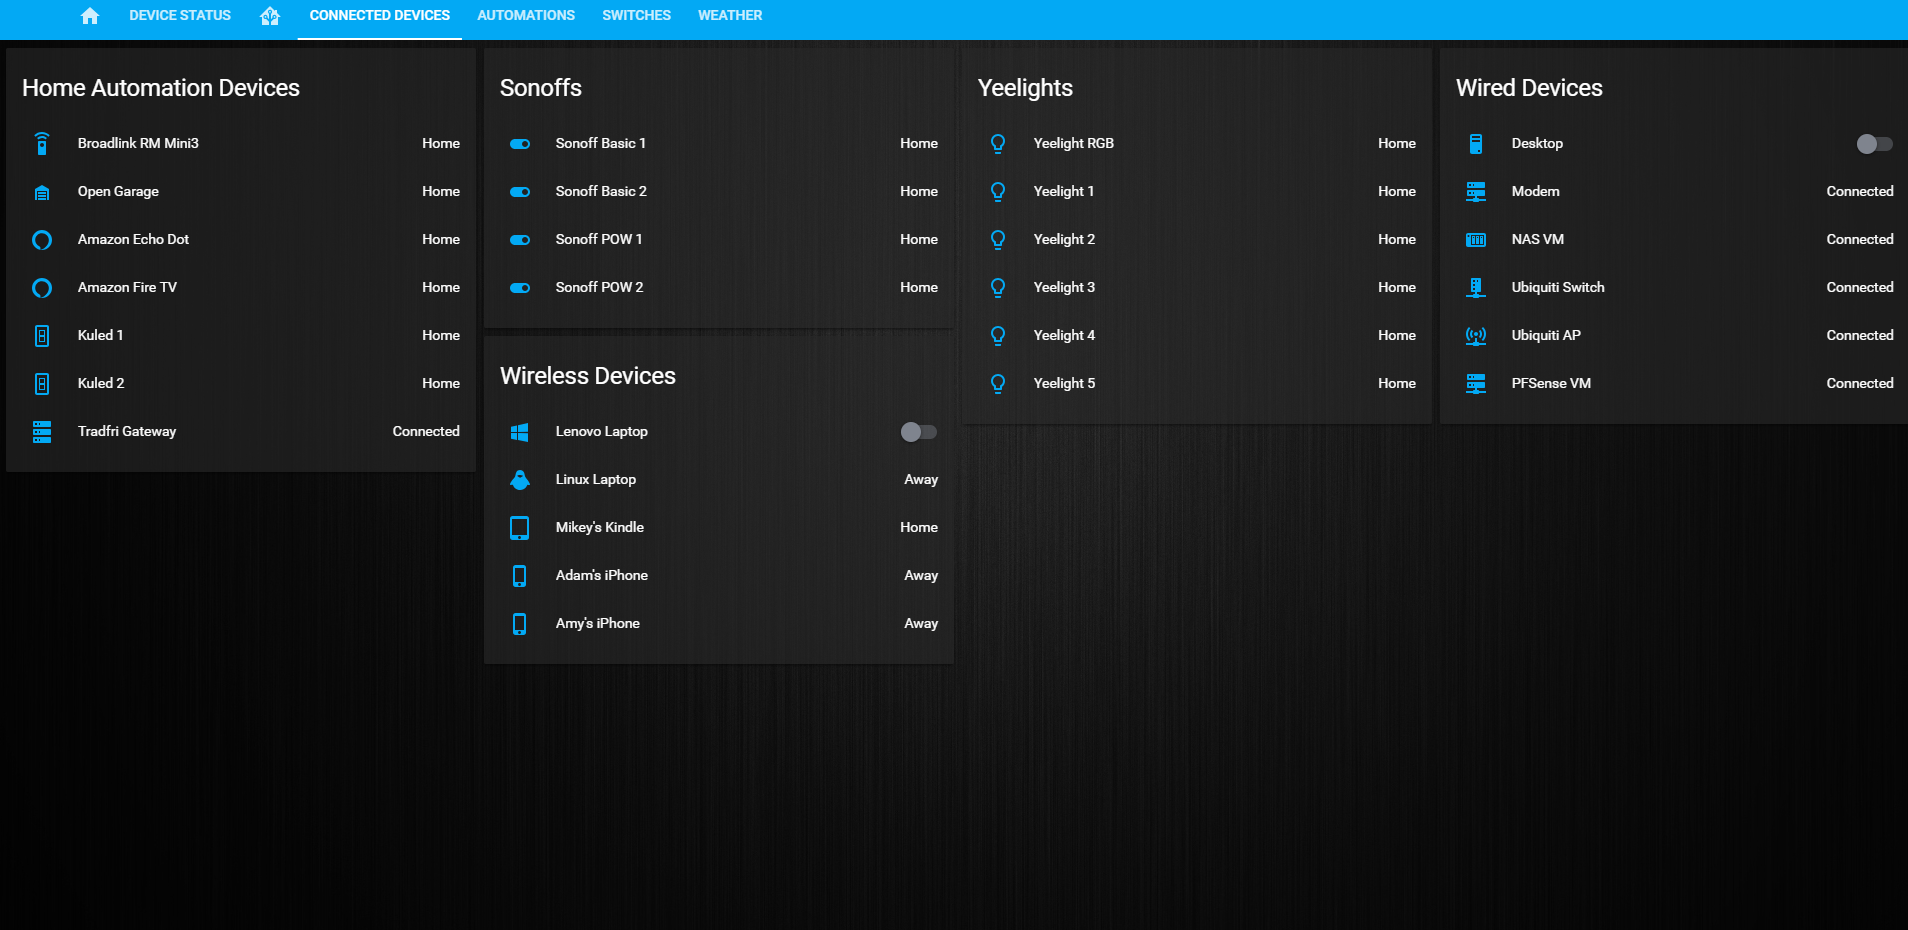 DEVICE STATUS CONNECTED DEVICES AUTOMATIONS SWITCHES WEATHER
Home Automation Devices
Broadlink RM Mini3 Home
Open Garage Home
Amazon Echo Dot Home
Amazon Fire TV Home
Kuled 1 Home
Kuled 2 Home
Tradfri Gateway Connected
Sonoffs
Sonoff Basic 1 Home
Sonoff Basic 2 Home
Sonoff POW 1 Home
Sonoff POW 2 Home
Wireless Devices
Lenovo Laptop
Linux Laptop Away
Mikey's Kindle Home
Adam's iPhone Away
Amy's iPhone Away
Yeelights
Yeelight RGB Home
Yeelight 1 Home
Yeelight 2 Home
Yeelight 3 Home
Yeelight 4 Home
Yeelight 5 Home
Wired Devices
Desktop
Modem Connected
NAS VM Connected
Ubiquiti Switch Connected
Ubiquiti AP Connected
PFSense VM Connected